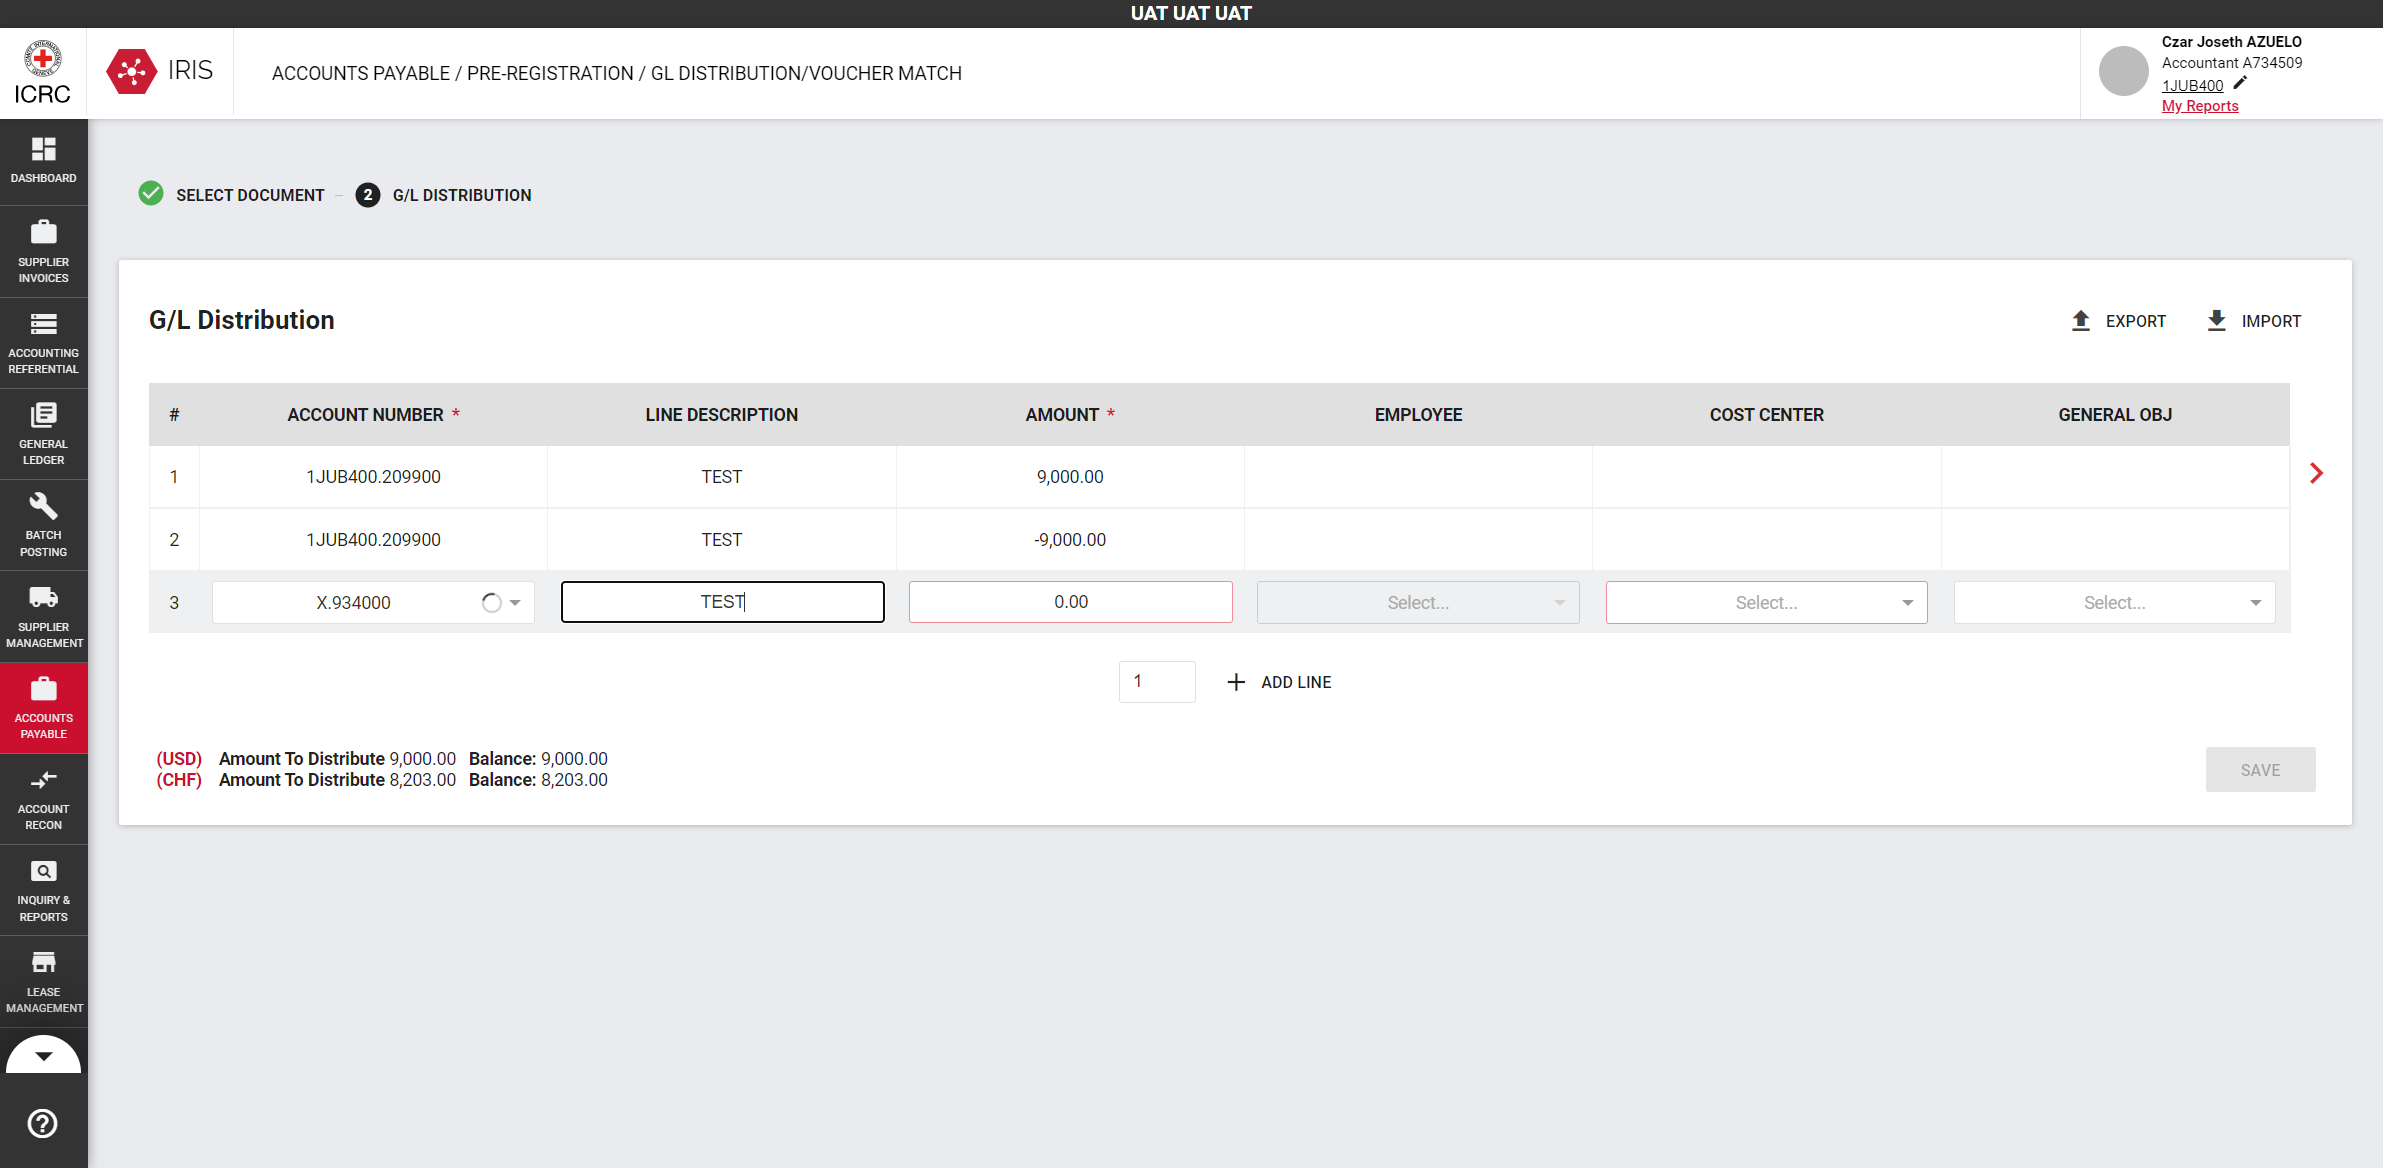 UAT UAT UAT
ICRC
IRIS
ACCOUNTS PAYABLE / PRE-REGISTRATION / GL DISTRIBUTION/VOUCHER MATCH
Czar Joseth AZUELO
Accountant A734509
1JUB400
My Reports
DASHBOARD
SUPPLIER
INVOICES
ACCOUNTING
REFERENTIAL
GENERAL
LEDGER
BATCH
POSTING
SUPPLIER
MANAGEMENT
ACCOUNTS
PAYABLE
ACCOUNT
RECON
INQUIRY &
REPORTS
LEASE
MANAGEMENT
SELECT DOCUMENT – 2 G/L DISTRIBUTION
G/L Distribution
EXPORT IMPORT
# ACCOUNT NUMBER * LINE DESCRIPTION AMOUNT * EMPLOYEE COST CENTER GENERAL OBJ
1 1JUB400.209900 TEST 9,000.00
2 1JUB400.209900 TEST -9,000.00
3 X.934000 TEST 0.00 Select... Select... Select...
1 + ADD LINE
(USD) Amount To Distribute 9,000.00 Balance: 9,000.00
(CHF) Amount To Distribute 8,203.00 Balance: 8,203.00
SAVE